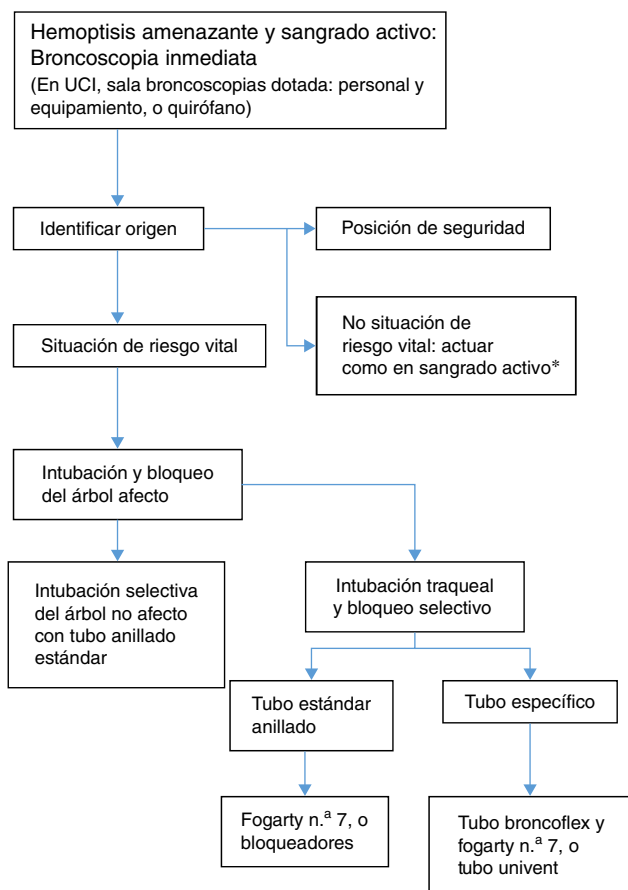 Hemoptisis amenazante y sangrado activo:
Broncoscopia inmediata
(En UCI, sala broncoscopias dotada: personal y
equipamiento, o quirófano)
Identificar origen
Posición de seguridad
No situación de
riesgo vital: actuar
como en sangrado activo*
Situación de riesgo vital
Intubación y bloqueo
del árbol afecto
Intubación selectiva
del árbol no afecto
con tubo anillado
estándar
Intubación traqueal
y bloqueo selectivo
Tubo estándar
anillado
Tubo específico
Fogarty n.ª 7, o
bloqueadores
Tubo broncoflex y
fogarty n.ª 7, o
tubo univent